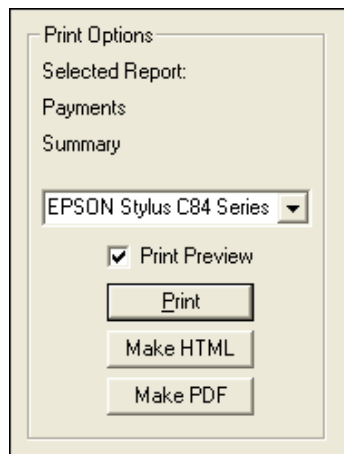 Print Options
Selected Report:
Payments
Summary
EPSON Stylus C84 Series
Print Preview
Print
Make HTML
Make PDF